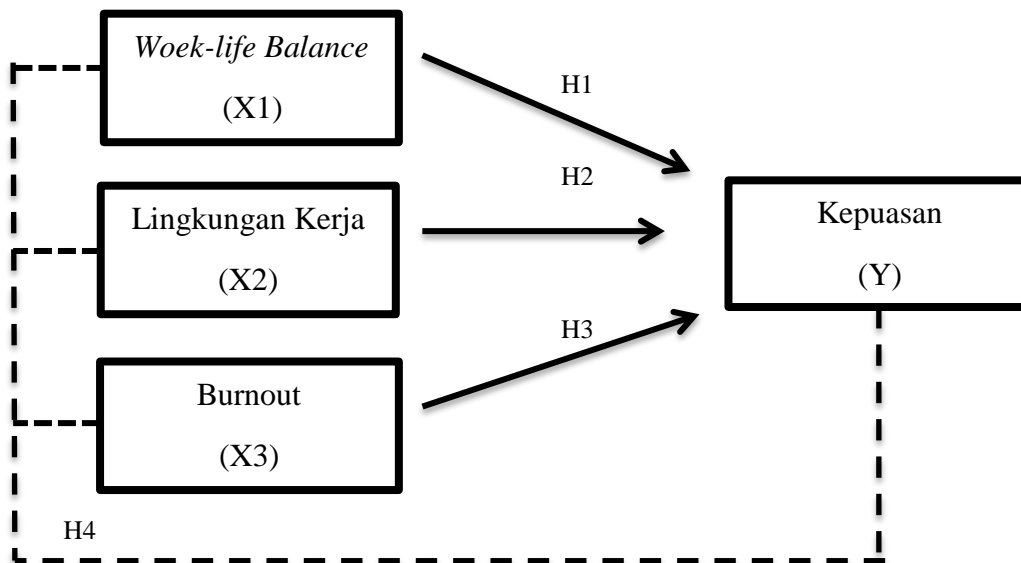 Woek-life Balance
(X1)
H1
H2
Lingkungan Kerja
(X2)
Kepuasan
(Y)
H3
Burnout
(X3)
H4